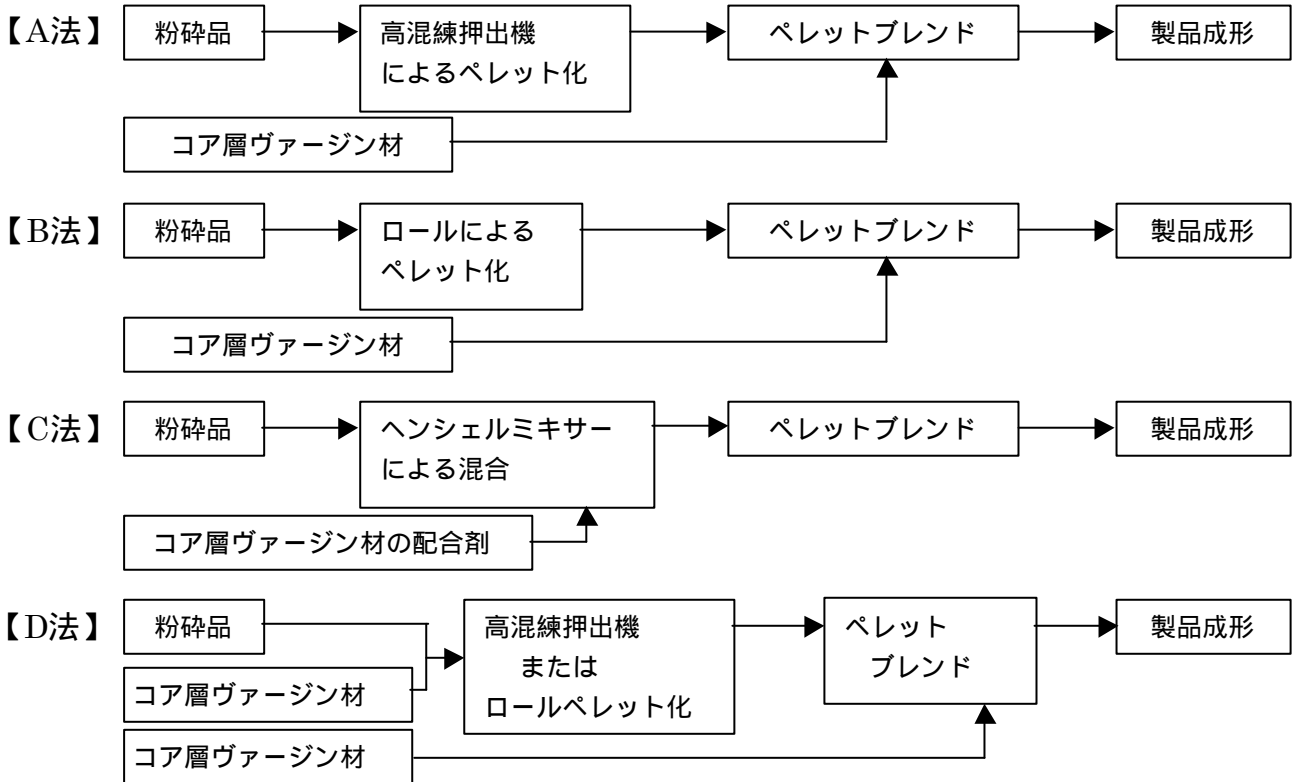 【A法】 粉砕品 高混練押出機 ペレットブレンド 製品成形
によるペレット化
コア層ヴァージン材
【B法】 粉砕品 ロールによる ペレットブレンド 製品成形
ペレット化
コア層ヴァージン材
【C法】 粉砕品 ヘンシェルミキサー ペレットブレンド 製品成形
による混合
コア層ヴァージン材の配合剤
【D法】 粉砕品 高混練押出機 ペレット 製品成形
または ブレンド
コア層ヴァージン材 ロールペレット化
コア層ヴァージン材